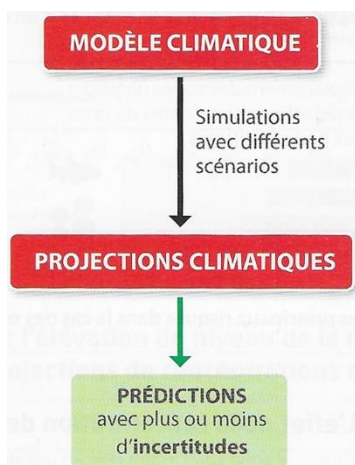 MODÈLE CLIMATIQUE
Simulations
avec différents
scénarios
PROJECTIONS CLIMATIQUES
PRÉDICTIONS
avec plus ou moins
d'incertitudes